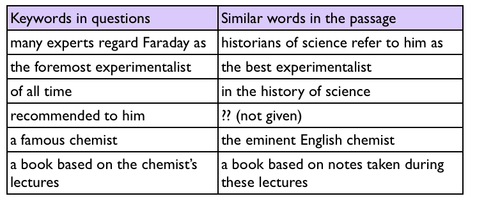 Keywords in questions Similar words in the passage
many experts regard Faraday as historians of science refer to him as
the foremost experimentalist the best experimentalist
of all time in the history of science
recommended to him ?? (not given)
a famous chemist the eminent English chemist
a book based on the chemist's a book based on notes taken during
lectures these lectures